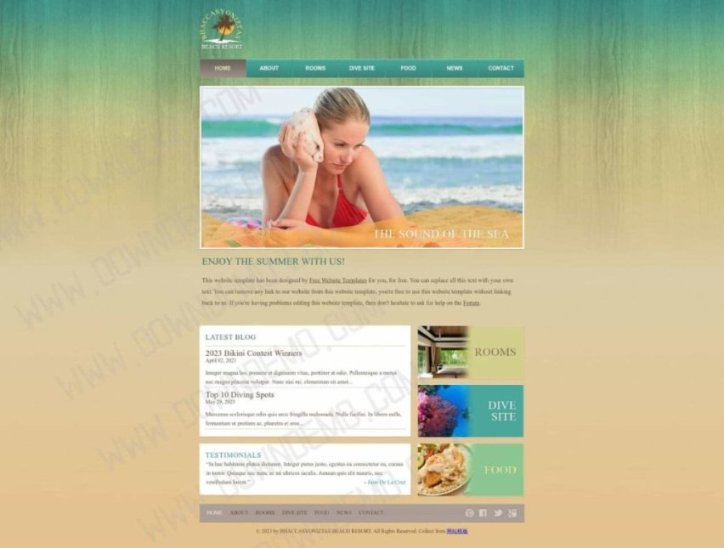 BHACCASYONIZTAS
BEACH RESORT
HOME ABOUT ROOMS DIVE SITE FOOD NEWS CONTACT
THE SOUND OF THE SEA
ENJOY THE SUMMER WITH US!
This website template has been designed by Free Website Templates for you, for free. You can replace all this text with your own
text. You can remove any link to our website from this website template, you're free to use this website template without linking
back to us. If you're having problems editing this website template, then don't hesitate to ask for help on the Forum.
LATEST BLOG
2023 Bikini Contest Winners
April 02, 2023
Integer magna leo, posuere et dignissim vitae, porttitor at odio. Pellentesque a metus
nec magna placerat volutpat. Nunc nisi mi, elementum sit amet...
Top 10 Diving Spots
May 29, 2023
Maecenas scelerisque odio quis sem fringilla malesuada. Nulla facilisi. In libero nulla,
fermentum ut pretium ac, pharetra et
ROOMS
DIVE
SITE
TESTIMONIALS
"In hac habitasse platea dictumst. Integer purus justo, egestas eu consectetur eu, cursus
in tortor. Quisque nec nunc ac mi ultrices iaculis. Aenean quis elit mauris, nec
vestibulum lorem."
- Juan De La Cruz
FOOD
HOME ABOUT ROOMS DIVE SITE FOOD NEWS CONTACT
© 2023 by BHACCASYONIZTAS BEACH RESORT. All Rights Reserved. Collect from 网站模板
WWW.DOWNDEMO.COM